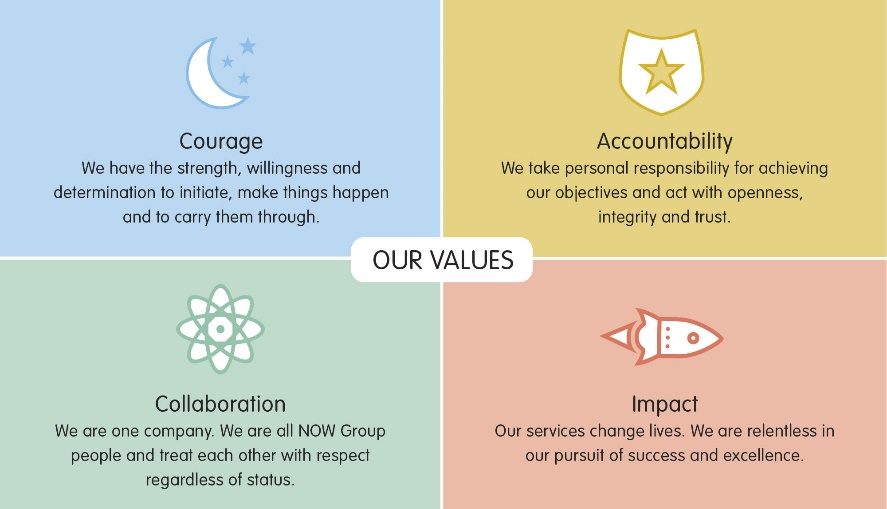 Courage
We have the strength, willingness and
determination to initiate, make things happen
and to carry them through.
Accountability
We take personal responsibility for achieving
our objectives and act with openness,
integrity and trust.
OUR VALUES
Collaboration
We are one company. We are all NOW Group
people and treat each other with respect
regardless of status.
Impact
Our services change lives. We are relentless in
our pursuit of success and excellence.